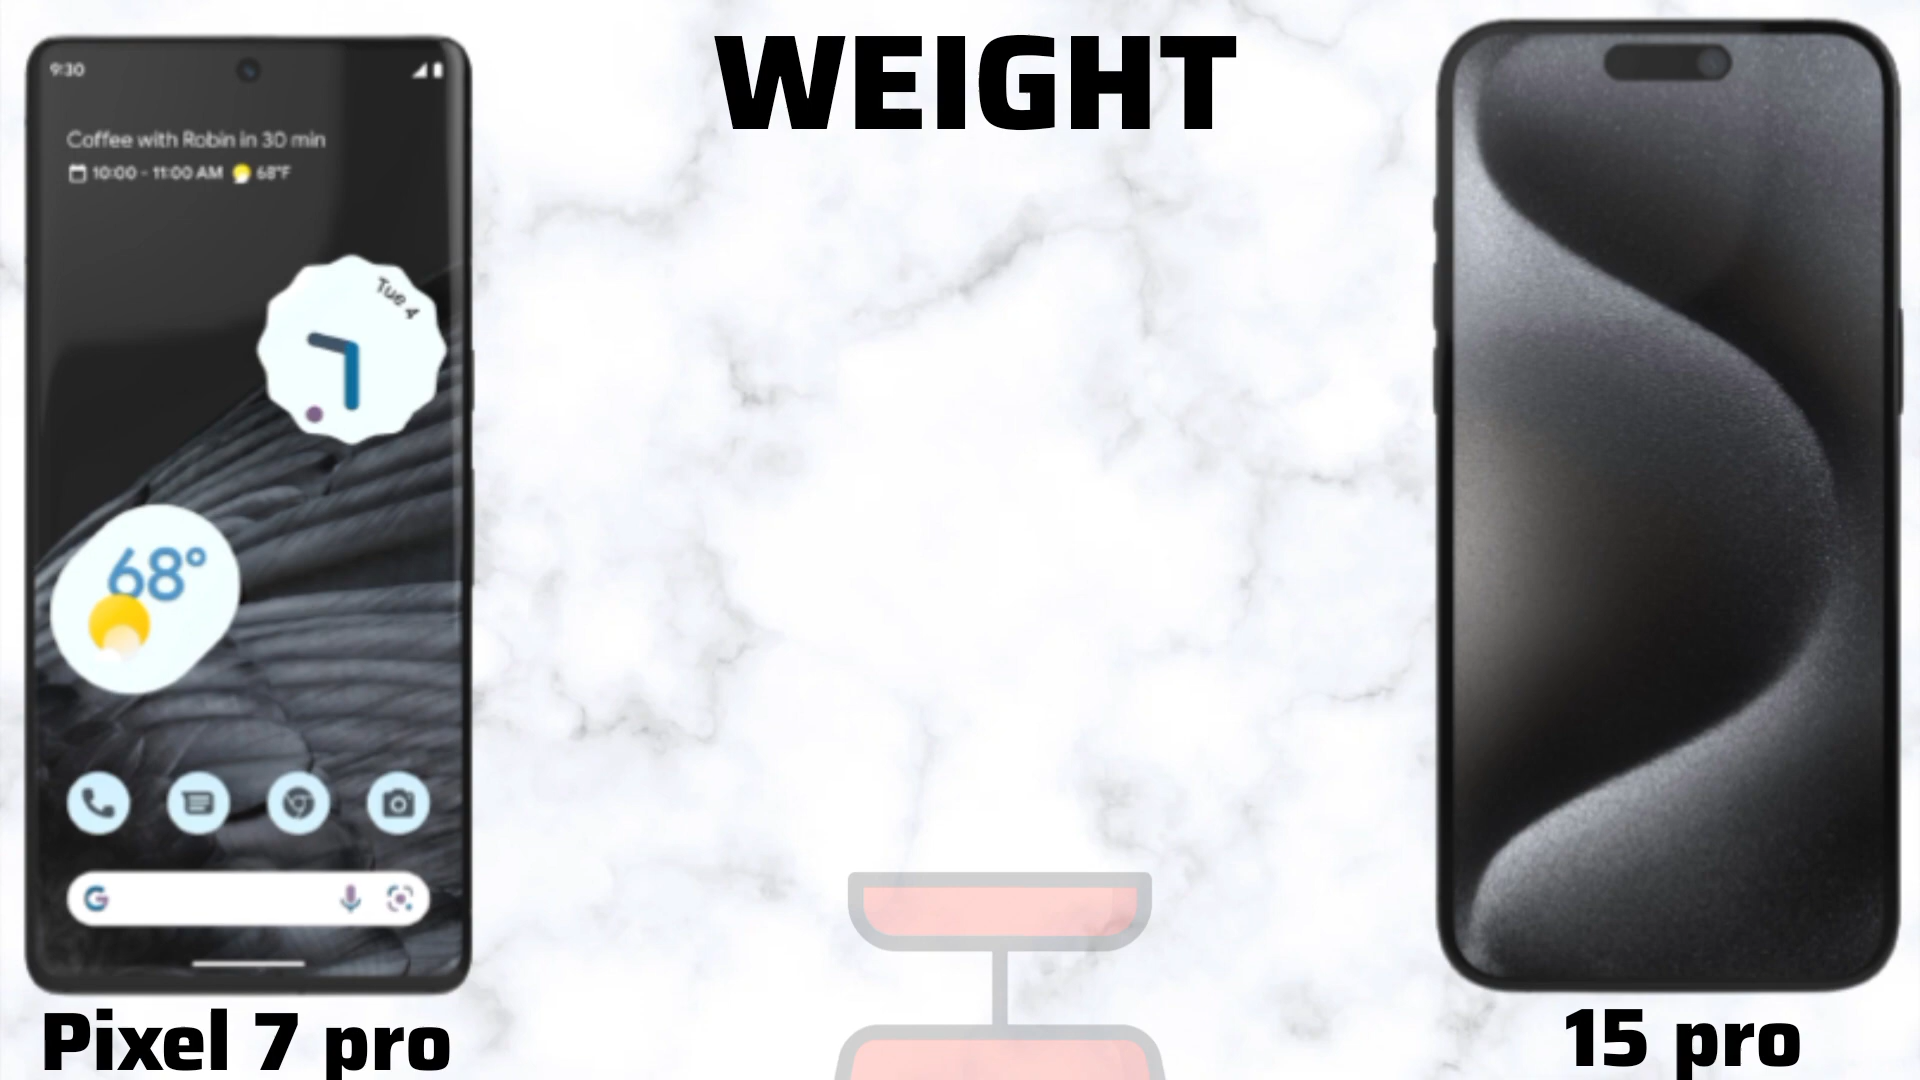 WEIGHT
9:30
Coffee with Robin in 30 min
10:00 - 11:00 AM 68°F
Tue 4
68°
G
Pixel 7 pro
15 pro